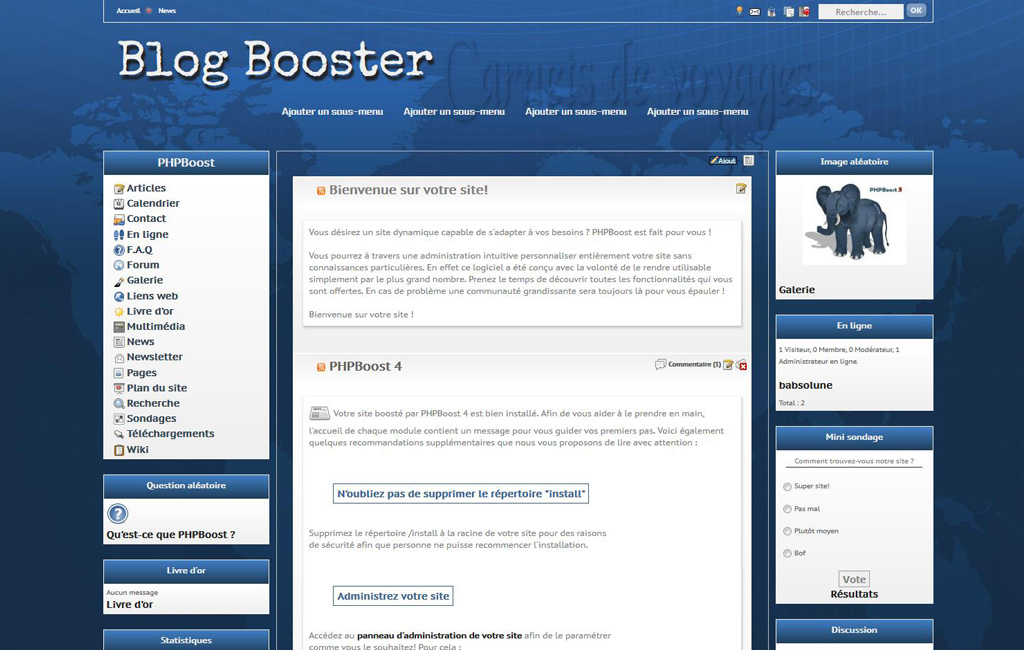 Accueil News
Recherche... OK
Blog Booster
Carnets de voyages
Ajouter un sous-menu Ajouter un sous-menu Ajouter un sous-menu Ajouter un sous-menu
PHPBoost
Articles
Calendrier
Contact
En ligne
F.A.Q
Forum
Galerie
Liens web
Livre d'or
Multimédia
News
Newsletter
Pages
Plan du site
Recherche
Sondages
Téléchargements
Wiki
Question aléatoire
Qu'est-ce que PHPBoost ?
Livre d'or
Aucun message
Livre d'or
Statistiques
Ajout
Bienvenue sur votre site!
Vous désirez un site dynamique capable de s'adapter à vos besoins ? PHPBoost est fait pour vous !
Vous pourrez à travers une administration intuitive personnaliser entièrement votre site sans
connaissances particulières. En effet ce logiciel a été conçu avec la volonté de le rendre utilisable
simplement par le plus grand nombre. Prenez le temps de découvrir toutes les fonctionnalités qui vous
sont offertes. En cas de problème une communauté grandissante sera toujours là pour vous épauler !
Bienvenue sur votre site !
PHPBoost 4
Commentaire (1)
Votre site boosté par PHPBoost 4 est bien installé. Afin de vous aider à le prendre en main,
l'accueil de chaque module contient un message pour vous guider vos premiers pas. Voici également
quelques recommandations supplémentaires que nous vous proposons de lire avec attention :
N'oubliez pas de supprimer le répertoire "install"
Supprimez le répertoire /install à la racine de votre site pour des raisons
de sécurité afin que personne ne puisse recommencer l'installation.
Administrez votre site
Accédez au panneau d'administration de votre site afin de le paramétrer
comme vous le souhaitez! Pour cela :
Image aléatoire
PHPBoost 3
Galerie
En ligne
1 Visiteur, 0 Membre, 0 Modérateur, 1
Administrateur en ligne.
babsolune
Total : 2
Mini sondage
Comment trouvez-vous notre site ?
Super site!
Pas mal
Plutôt moyen
Bof
Vote
Résultats
Discussion